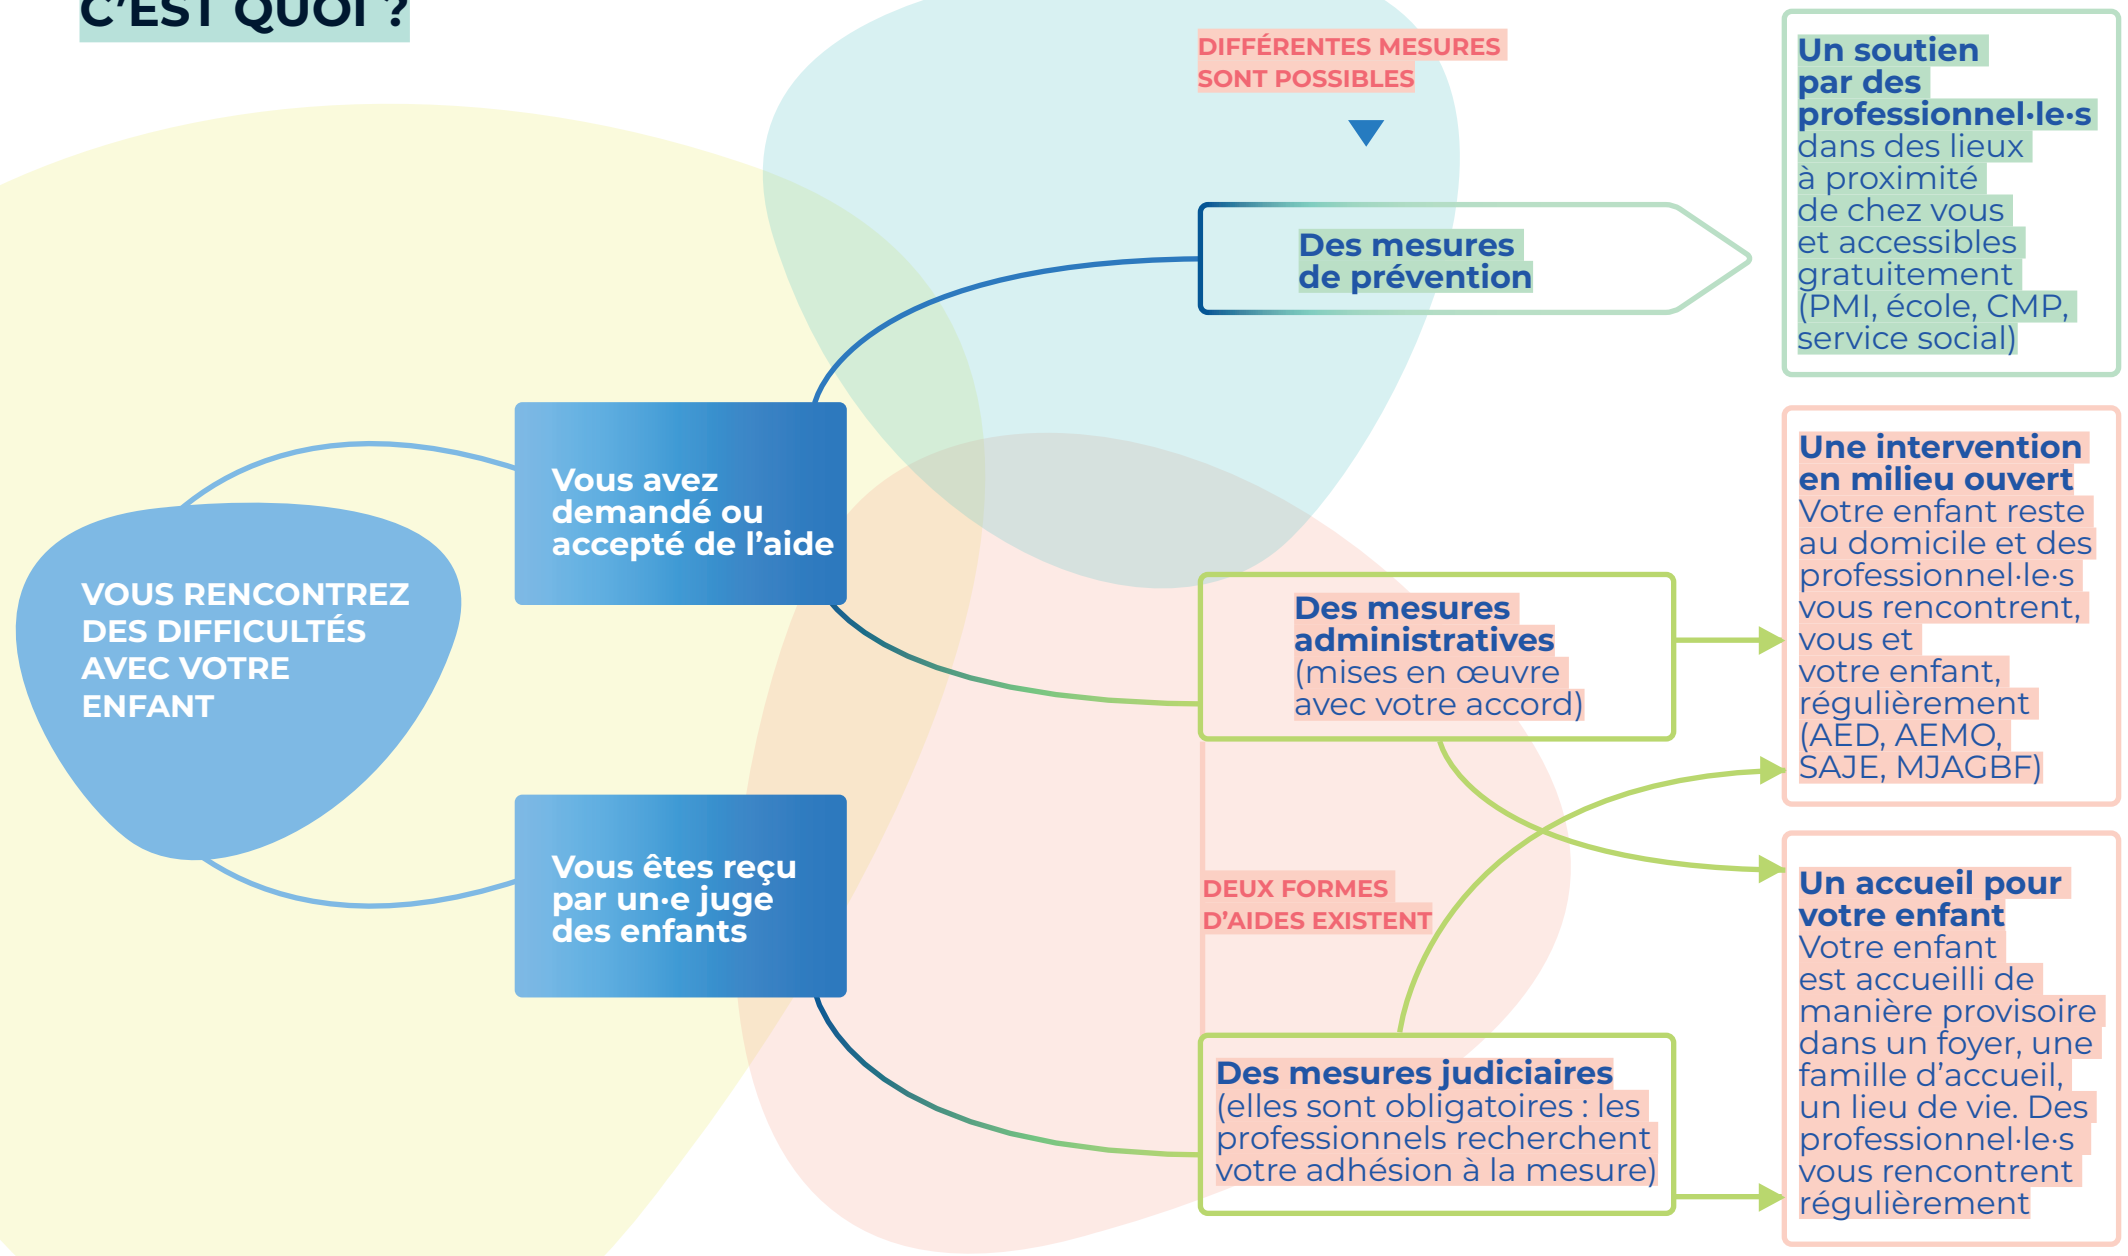 C'EST QUOI ?
VOUS RENCONTREZ
DES DIFFICULTÉS
AVEC VOTRE
ENFANT
Vous avez
demandé ou
accepté de l'aide
Vous êtes reçu
par un·e juge
des enfants
DIFFÉRENTES MESURES
SONT POSSIBLES
Des mesures
de prévention
Des mesures
administratives
(mises en œuvre
avec votre accord)
DEUX FORMES
D'AIDES EXISTENT
Des mesures judiciaires
(elles sont obligatoires : les
professionnels recherchent
votre adhésion à la mesure)
Un soutien
par des
professionnel·le·s
dans des lieux
à proximité
de chez vous
et accessibles
gratuitement
(PMI, école, CMP,
service social)
Une intervention
en milieu ouvert
Votre enfant reste
au domicile et des
professionnel·le·s
vous rencontrent,
vous et
votre enfant,
régulièrement
(AED, AEMO,
SAJE, MJAGBF)
Un accueil pour
votre enfant
Votre enfant
est accueilli de
manière provisoire
dans un foyer, une
famille d'accueil,
un lieu de vie. Des
professionnel·le·s
vous rencontrent
régulièrement